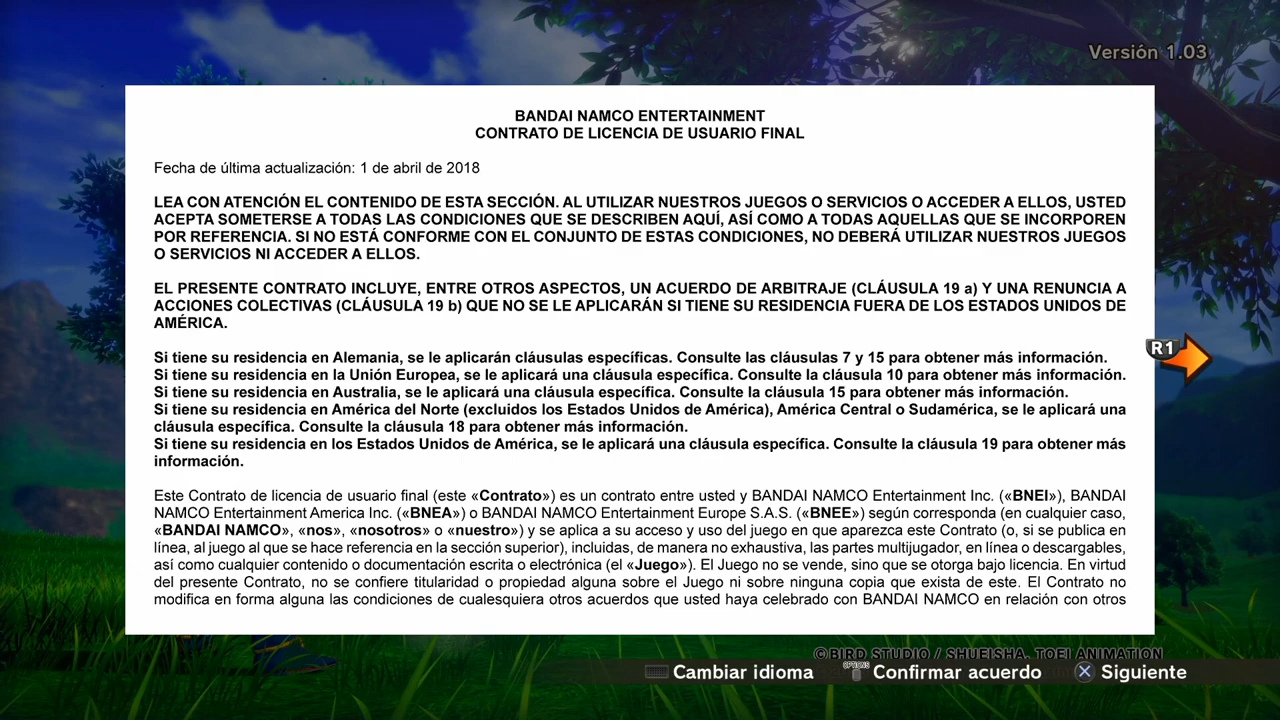 Versión 1.03
BANDAI NAMCO ENTERTAINMENT
CONTRATO DE LICENCIA DE USUARIO FINAL
Fecha de última actualización: 1 de abril de 2018
LEA CON ATENCIÓN EL CONTENIDO DE ESTA SECCIÓN. AL UTILIZAR NUESTROS JUEGOS O SERVICIOS O ACCEDER A ELLOS, USTED
ACEPTA SOMETERSE A TODAS LAS CONDICIONES QUE SE DESCRIBEN AQUÍ, ASÍ COMO A TODAS AQUELLAS QUE SE INCORPOREN
POR REFERENCIA. SI NO ESTÁ CONFORME CON EL CONJUNTO DE ESTAS CONDICIONES, NO DEBERÁ UTILIZAR NUESTROS JUEGOS
O SERVICIOS NI ACCEDER A ELLOS.
EL PRESENTE CONTRATO INCLUYE, ENTRE OTROS ASPECTOS, UN ACUERDO DE ARBITRAJE (CLÁUSULA 19 a) Y UNA RENUNCIA A
ACCIONES COLECTIVAS (CLÁUSULA 19 b) QUE NO SE LE APLICARÁN SI TIENE SU RESIDENCIA FUERA DE LOS ESTADOS UNIDOS DE
AMÉRICA.
Si tiene su residencia en Alemania, se le aplicarán cláusulas específicas. Consulte las cláusulas 7 y 15 para obtener más información.
Si tiene su residencia en la Unión Europea, se le aplicará una cláusula específica. Consulte la cláusula 10 para obtener más información.
Si tiene su residencia en Australia, se le aplicará una cláusula específica. Consulte la cláusula 15 para obtener más información.
Si tiene su residencia en América del Norte (excluidos los Estados Unidos de América), América Central o Sudamérica, se le aplicará una
cláusula específica. Consulte la cláusula 18 para obtener más información.
Si tiene su residencia en los Estados Unidos de América, se le aplicará una cláusula específica. Consulte la cláusula 19 para obtener más
información.
R1
Este Contrato de licencia de usuario final (este «Contrato») es un contrato entre usted y BANDAI NAMCO Entertainment Inc. («BNEI»), BANDAI
NAMCO Entertainment America Inc. («BNEA») o BANDAI NAMCO Entertainment Europe S.A.S. («BNEE») según corresponda (en cualquier caso,
«BANDAI NAMCO», «nos», «nosotros» o «nuestro») y se aplica a su acceso y uso del juego en que aparezca este Contrato (o, si se publica en
línea, al juego al que se hace referencia en la sección superior), incluidas, de manera no exhaustiva, las partes multijugador, en línea o descargables,
así como cualquier contenido o documentación escrita o electrónica (el «Juego»). El Juego no se vende, sino que se otorga bajo licencia. En virtud
del presente Contrato, no se confiere titularidad o propiedad alguna sobre el Juego ni sobre ninguna copia que exista de este. El Contrato no
modifica en forma alguna las condiciones de cualesquiera otros acuerdos que usted haya celebrado con BANDAI NAMCO en relación con otros
©BIRD STUDIO / SHUEISHA, TOEI ANIMATION
Cambiar idioma OPTIONS Confirmar acuerdo Siguiente